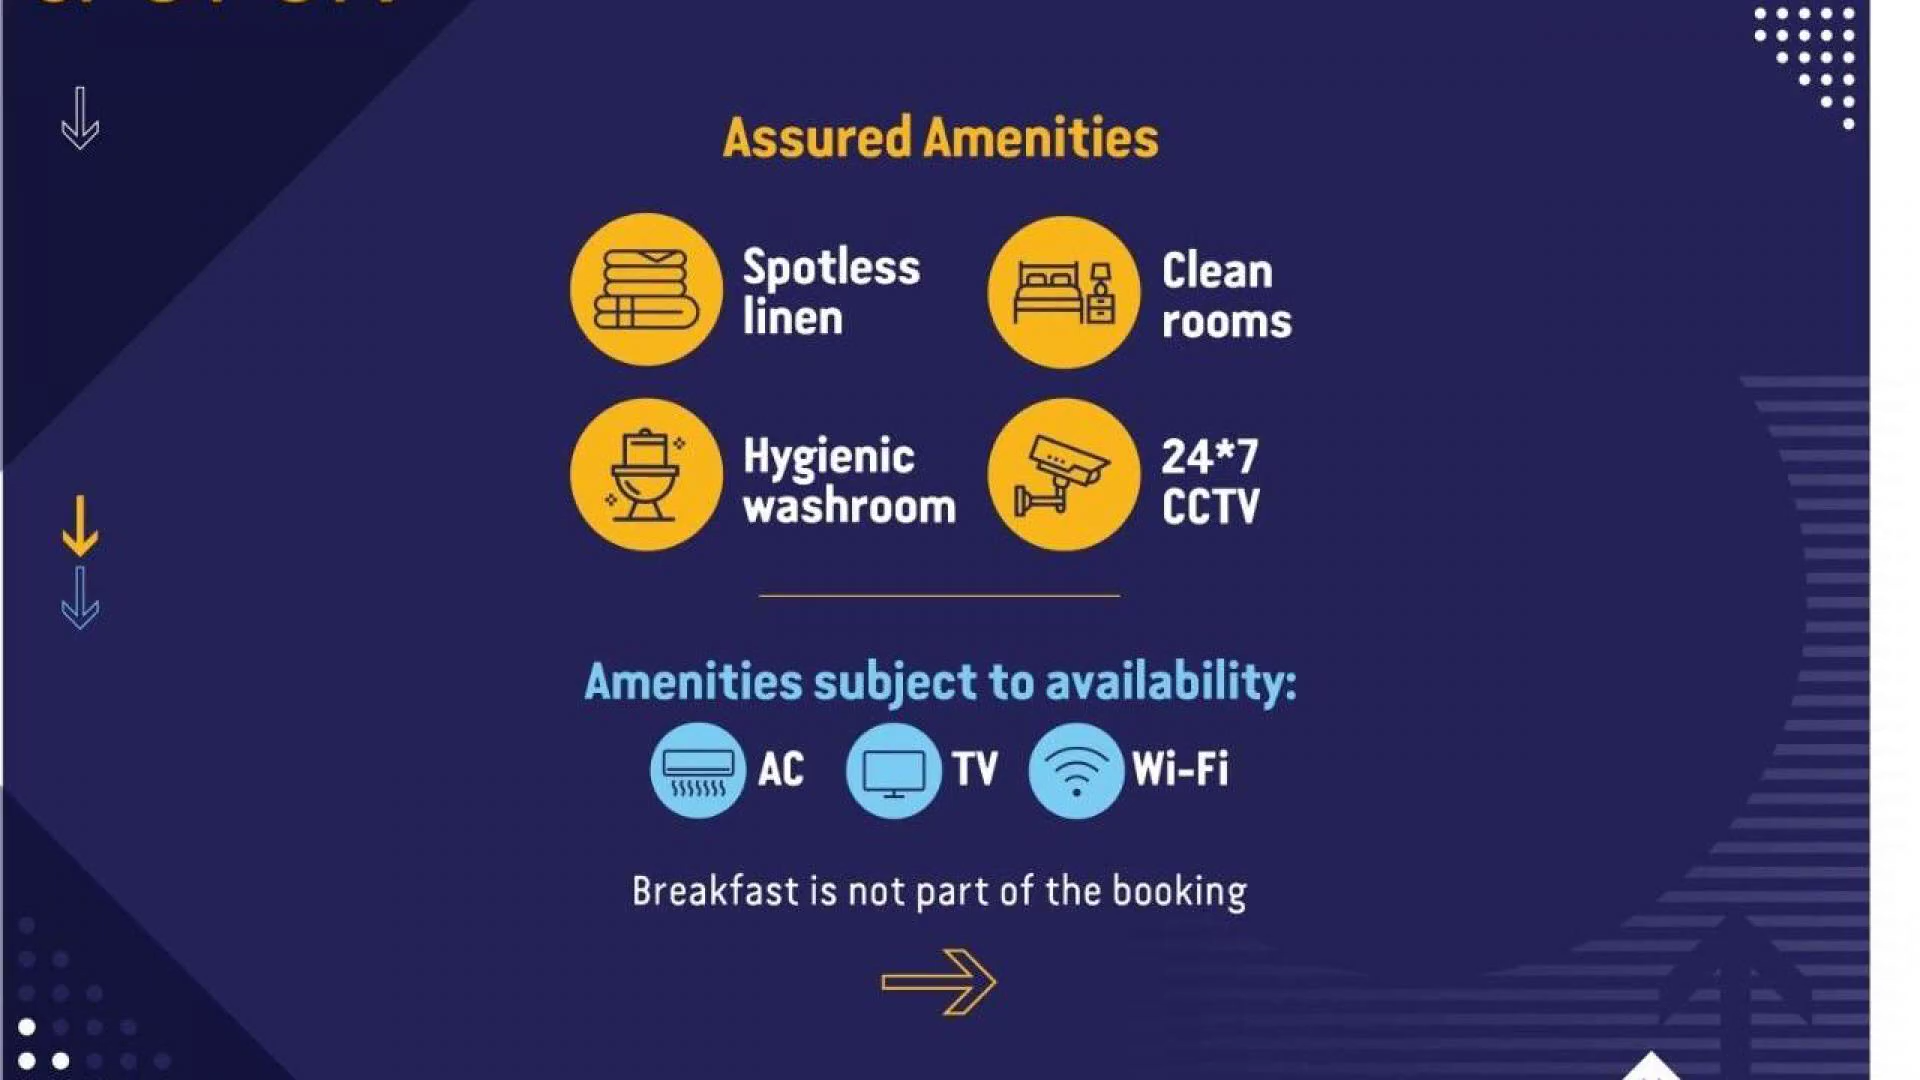 Assured Amenities
Spotless
linen
Clean
rooms
Hygienic
washroom
24*7
CCTV
Amenities subject to availability:
AC
TV
Wi-Fi
Breakfast is not part of the booking